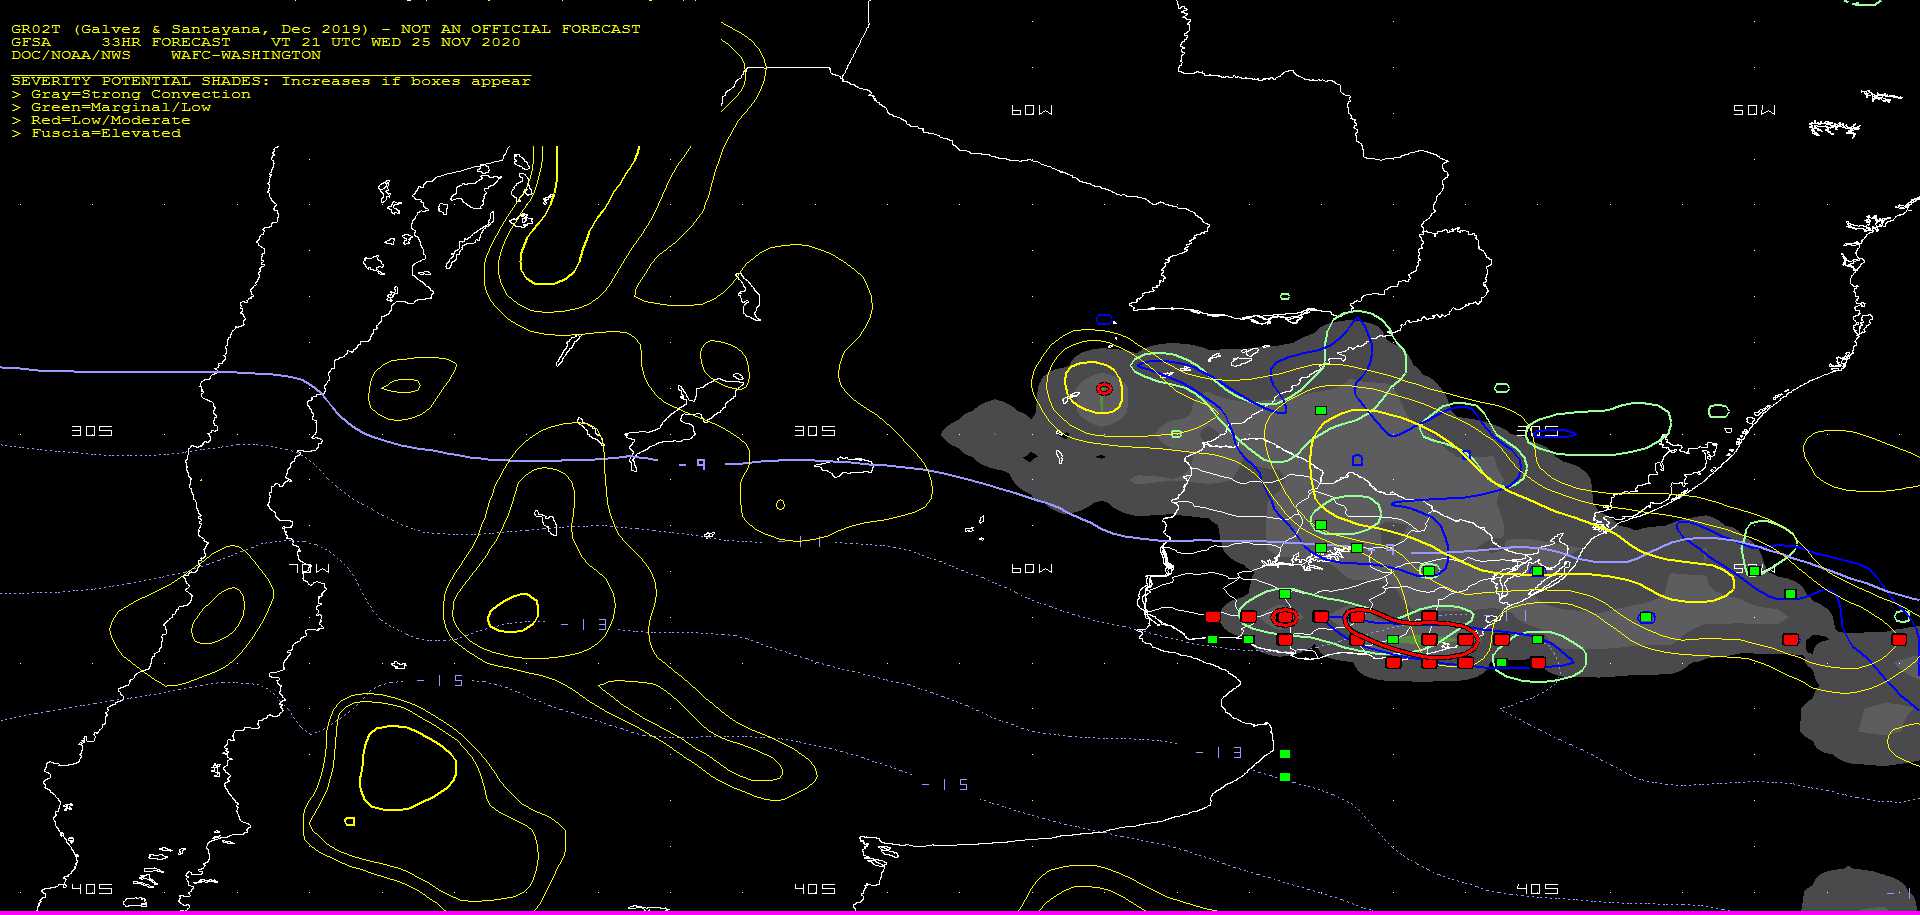 GR02T (Galvez & Santayana, Dec 2019) - NOT AN OFFICIAL FORECAST
GFSA 33HR FORECAST VT 21 UTC WED 25 NOV 2020
DOC/NOAA/NWS WAFC-WASHINGTON
SEVERITY POTENTIAL SHADES: Increases if boxes appear
> Gray=Strong Convection
> Green=Marginal/Low
> Red=Low/Moderate
> Fuscia=Elevated
60W 50W
30S 30S 30S
-9
-11
70W 60W 50W
-13
-15
-13
-15
40S 40S 40S